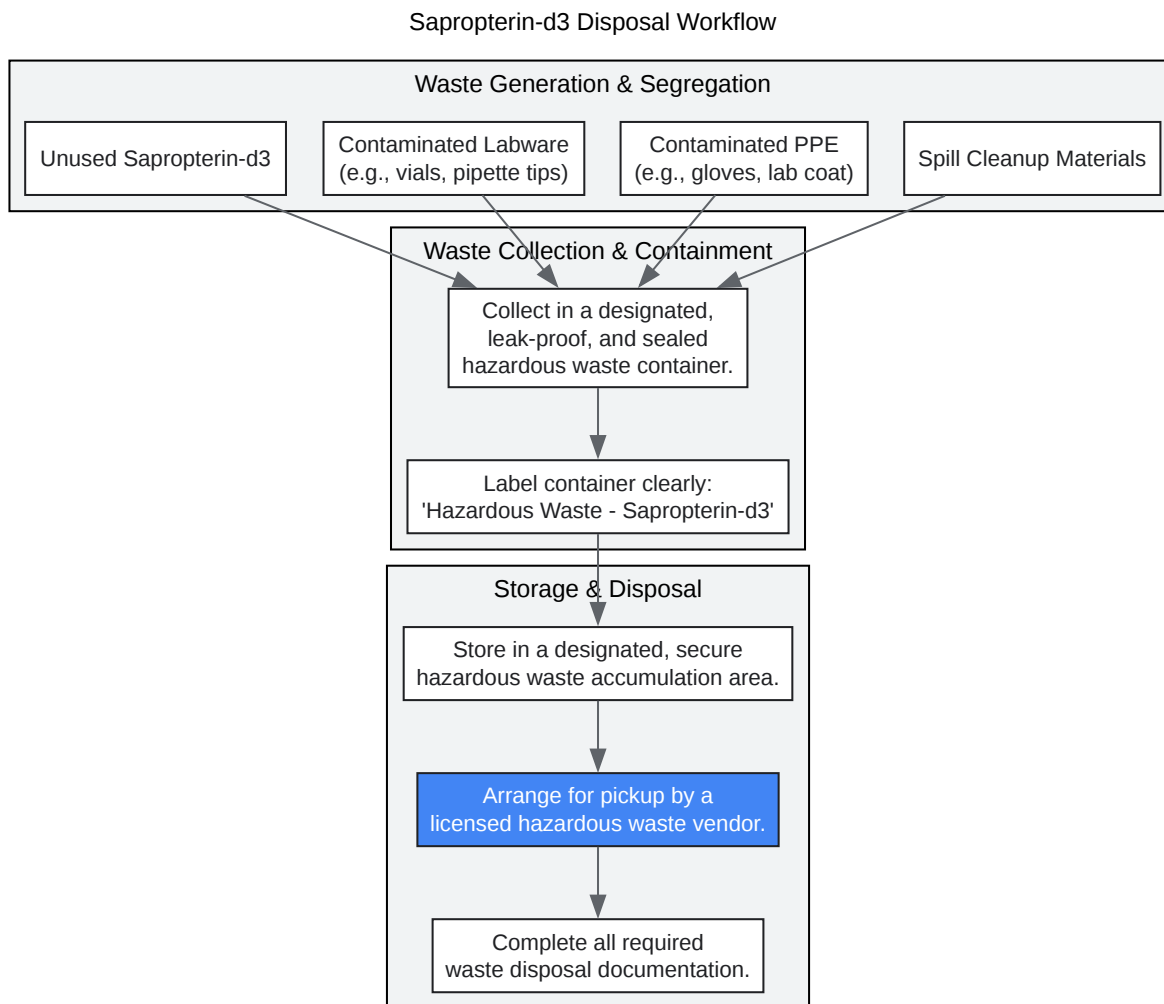 Sapropterin-d3 Disposal Workflow
Waste Generation & Segregation
Unused Sapropterin-d3
Contaminated Labware
(e.g., vials, pipette tips)
Contaminated PPE
(e.g., gloves, lab coat)
Spill Cleanup Materials
Waste Collection & Containment
Collect in a designated,
leak-proof, and sealed
hazardous waste container.
Label container clearly:
'Hazardous Waste - Sapropterin-d3'
Storage & Disposal
Store in a designated, secure
hazardous waste accumulation area.
Arrange for pickup by a
licensed hazardous waste vendor.
Complete all required
waste disposal documentation.